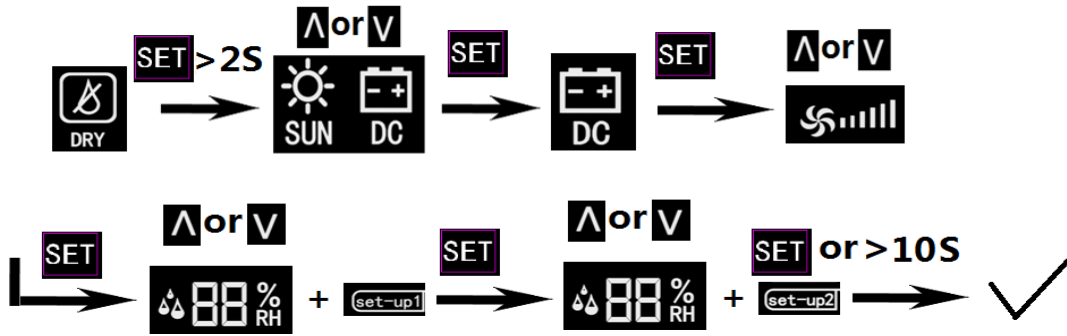 Λ or V
Λ or V
SET >2S
SET
SET
DRY
SUN
DC
DC
Λ or V
Λ or V
SET
SET
SET or >10S
88 % RH + set-up1
88 % RH + set-up2